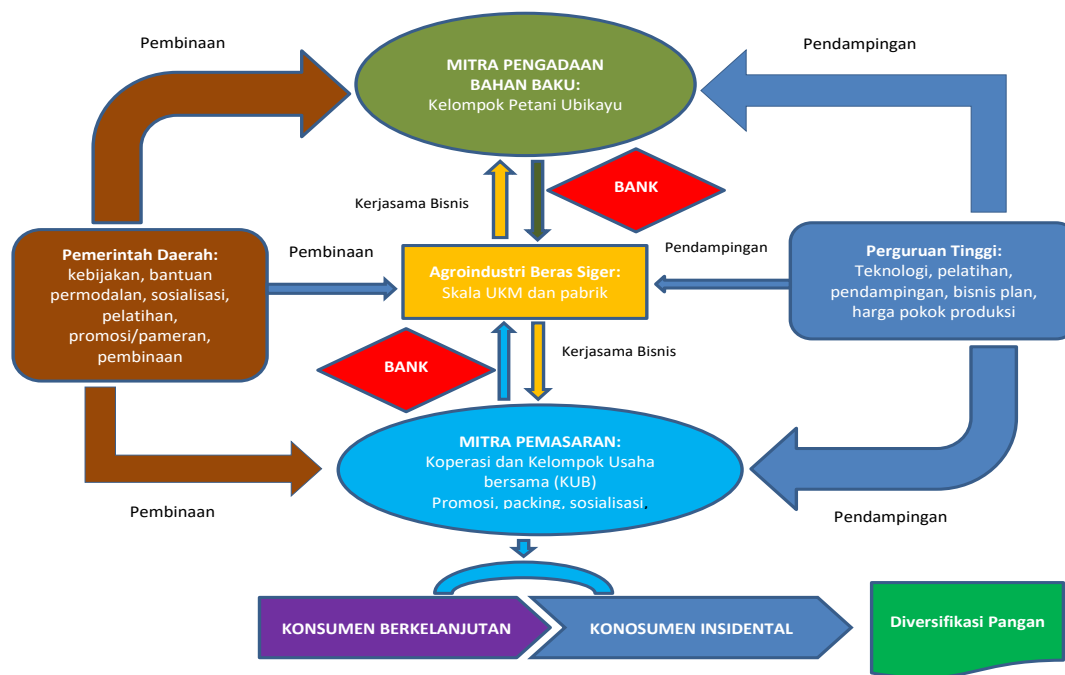 Pembinaan
Pendampingan
MITRA PENGADAAN
BAHAN BAKU:
Kelompok Petani Ubikayu
BANK
Kerjasama Bisnis
Pemerintah Daerah:
kebijakan, bantuan
permodalan, sosialisasi,
pelatihan,
promosi/pameran,
pembinaan
Pembinaan
Agroindustri Beras Siger:
Skala UKM dan pabrik
Pendampingan
Perguruan Tinggi:
Teknologi, pelatihan,
pendampingan, bisnis plan,
harga pokok produksi
BANK
Kerjasama Bisnis
MITRA PEMASARAN:
Koperasi dan Kelompok Usaha
bersama (KUB)
Promosi, packing, sosialisasi,
Pembinaan
Pendampingan
KONSUMEN BERKELANJUTAN
KONOSUMEN INSIDENTAL
Diversifikasi Pangan